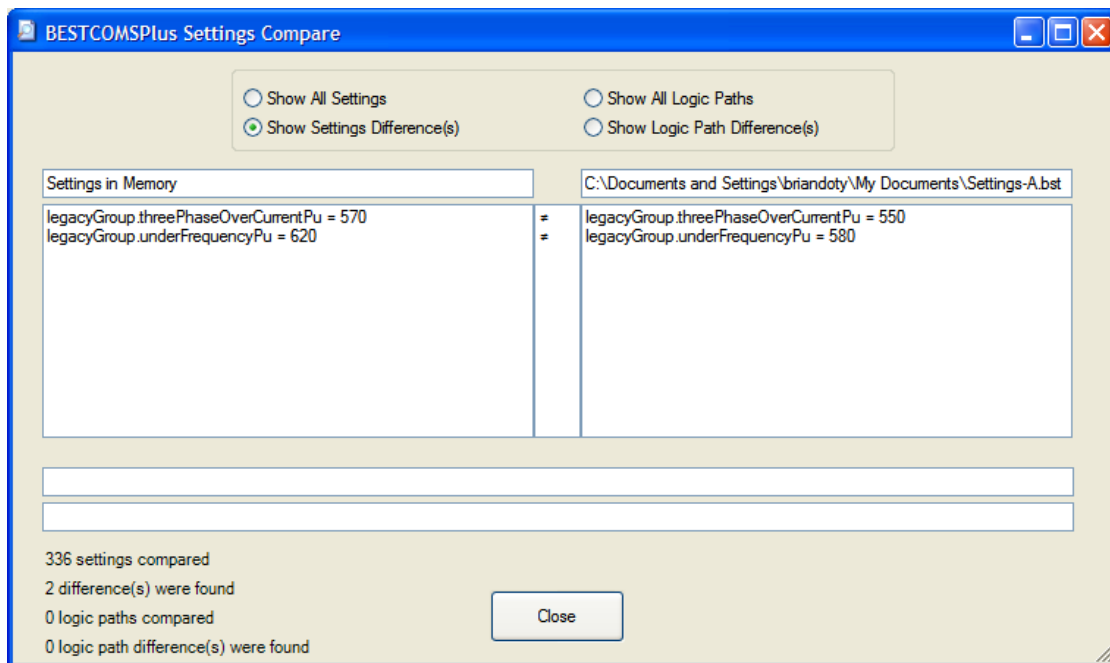 BESTCOMSPlus Settings Compare
Show All Settings
Show All Logic Paths
Show Settings Difference(s)
Show Logic Path Difference(s)
Settings in Memory
C:\Documents and Settings\briandoty\My Documents\Settings-A.bst
legacyGroup.threePhaseOverCurrentPu = 570 ≠ legacyGroup.threePhaseOverCurrentPu = 550
legacyGroup.underFrequencyPu = 620 ≠ legacyGroup.underFrequencyPu = 580
336 settings compared
2 difference(s) were found
0 logic paths compared
0 logic path difference(s) were found
Close